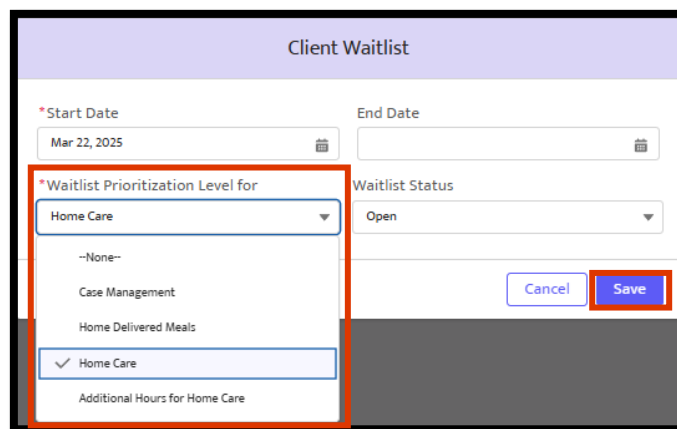 Client Waitlist
*Start Date
End Date
Mar 22, 2025
*Waitlist Prioritization Level for
Waitlist Status
Home Care
Open
--None--
Case Management
Home Delivered Meals
Home Care
Additional Hours for Home Care
Cancel
Save